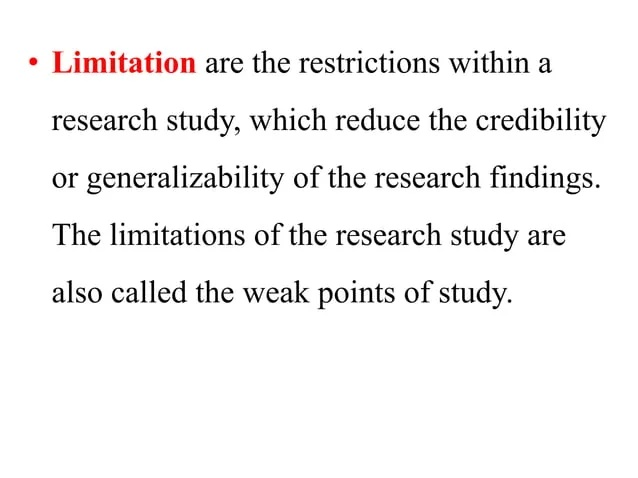 • Limitation are the restrictions within a
research study, which reduce the credibility
or generalizability of the research findings.
The limitations of the research study are
also called the weak points of study.